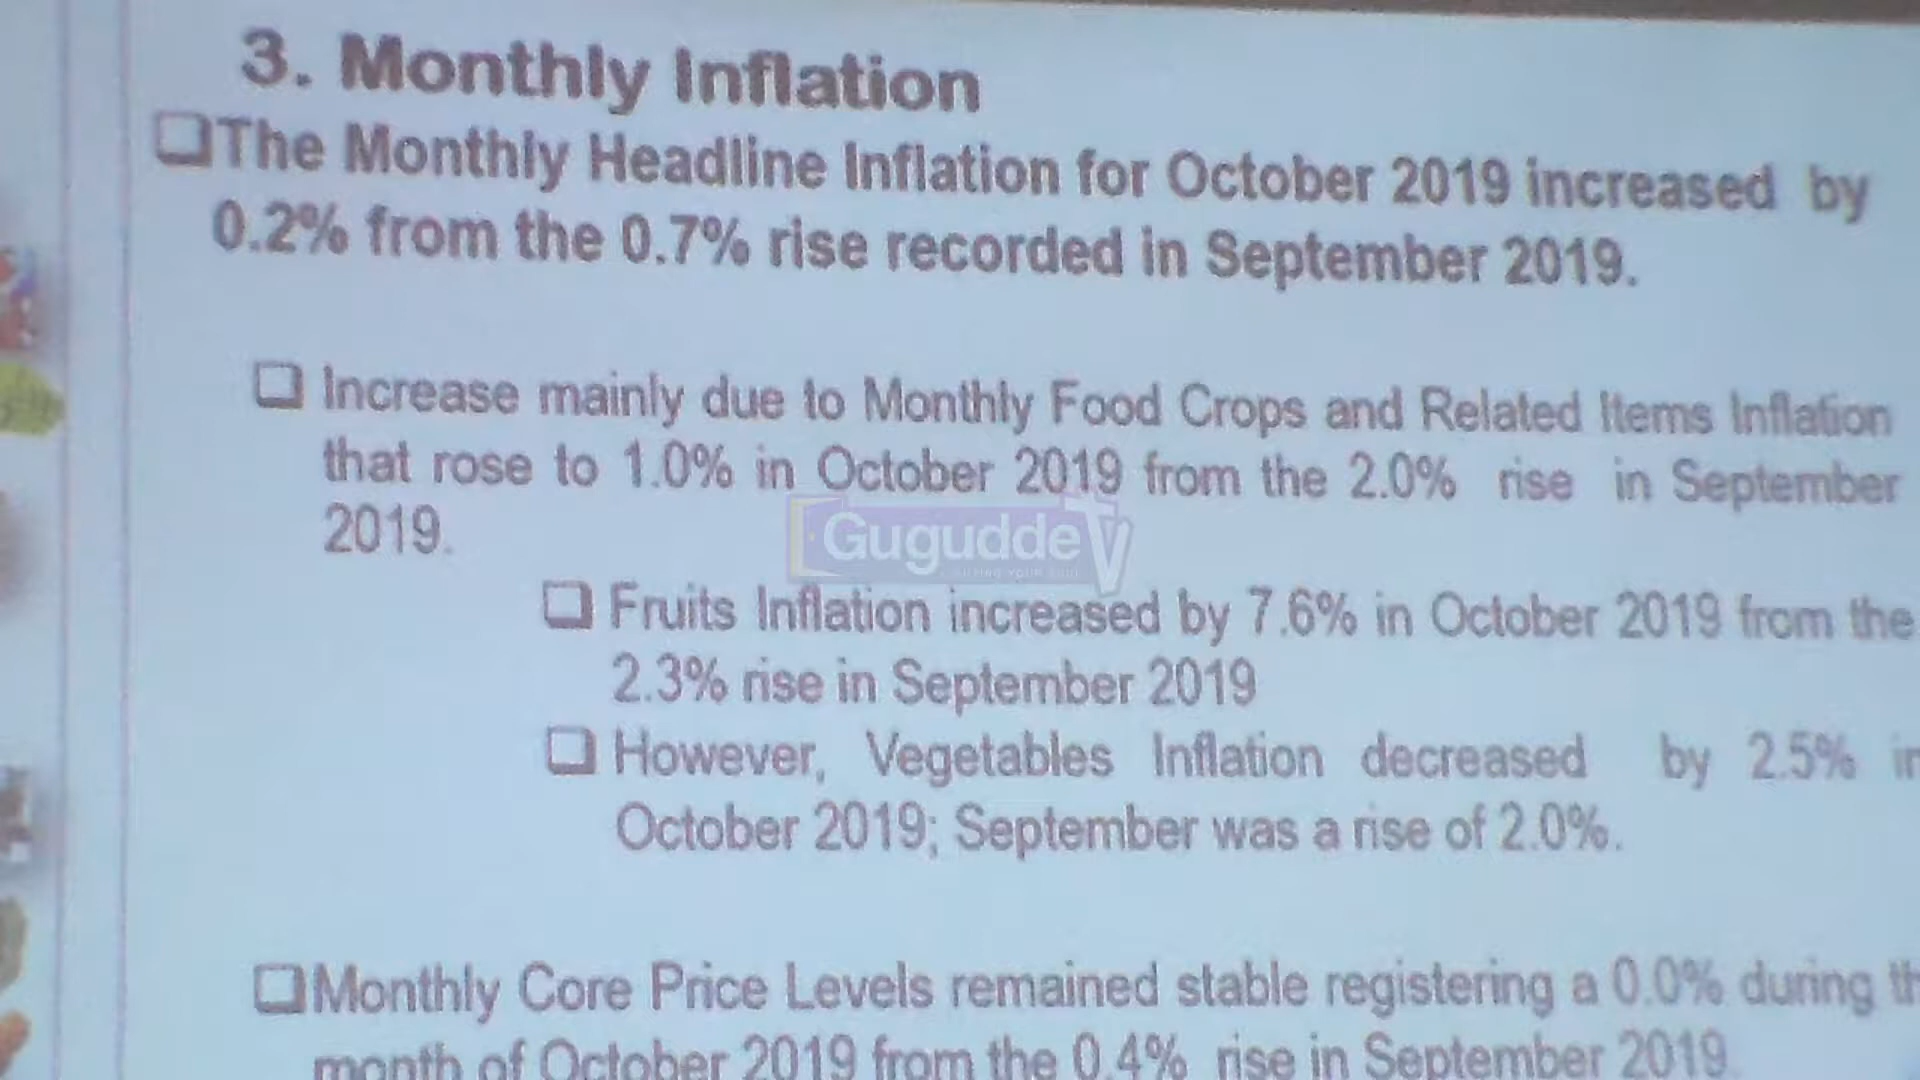 3. Monthly Inflation
❑The Monthly Headline Inflation for October 2019 increased by
0.2% from the 0.7% rise recorded in September 2019.
❑ Increase mainly due to Monthly Food Crops and Related Items Inflation
that rose to 1.0% in October 2019 from the 2.0% rise in September
2019.
Gugudde TV
❑ Fruits Inflation increased by 7.6% in October 2019 from the
2.3% rise in September 2019
❑ However, Vegetables Inflation decreased by 2.5% in
October 2019; September was a rise of 2.0%.
❑Monthly Core Price Levels remained stable registering a 0.0% during th
month of October 2019 from the 0.4% rise in September 2019